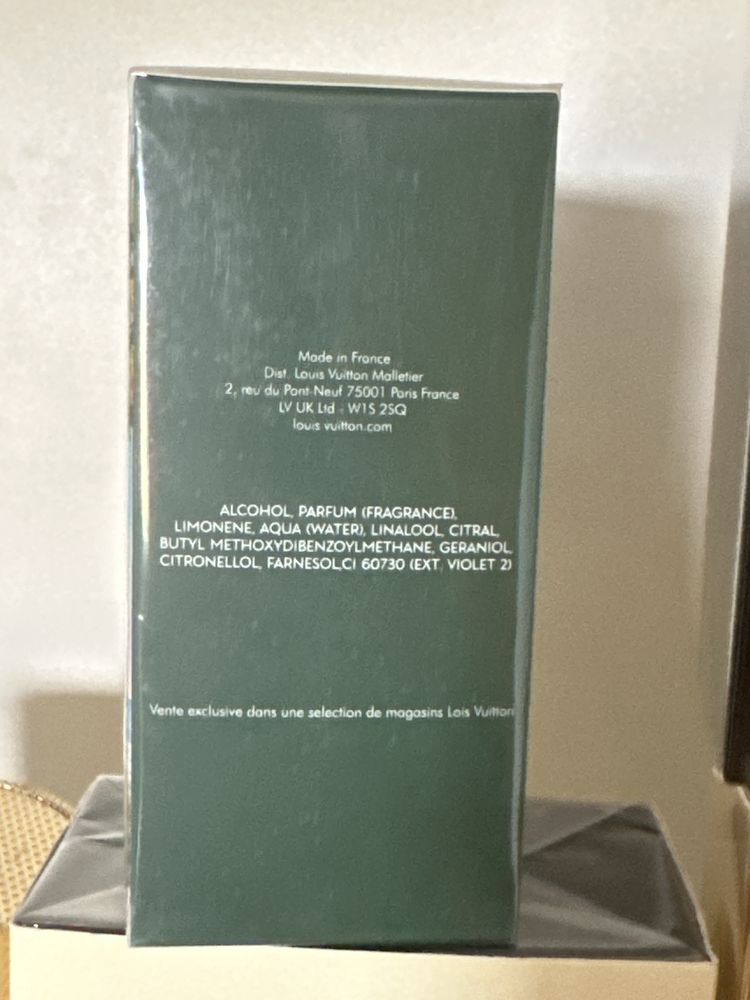 Made in France
Dist. Louis Vuitton Malletier
2, reu du Pont Neuf 75001 Paris France
LV UK Ltd - W1S 2SQ
louis vuitton.com
ALCOHOL, PARFUM (FRAGRANCE),
LIMONENE, AQUA (WATER), LINALOOL, CITRAL,
BUTYL METHOXYDIBENZOYLMETHANE, GERANIOL,
CITRONELLOL, FARNESOL,CI 60730 (EXT. VIOLET 2)
Vente exclusive dans une selection de magasins Lois Vuitton